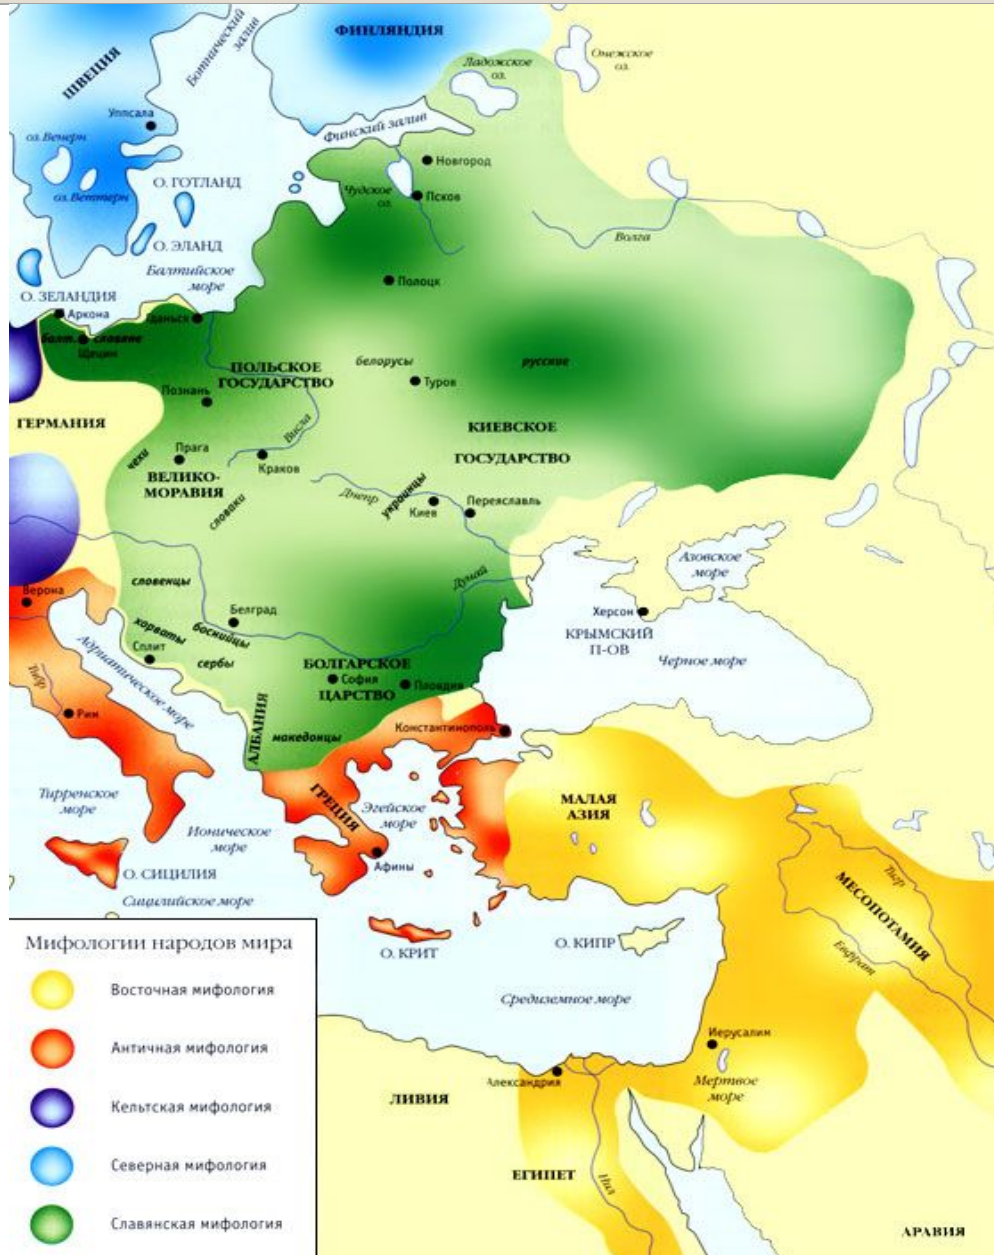 ФИНЛЯНДИЯ
ШВЕЦИЯ
Ботнический
залив
Онежское
оз.
Ладожское
оз.
Уппсала
Финский залив
оз. Венерн
оз. Веттерн
Новгород
О. ГОТЛАНД
Чудское
оз.
Псков
О. ЭЛАНД
Волга
Балтийское
море
Полоцк
О. ЗЕЛАНДИЯ
Аркона
Гданьск
балт. славяне
Щецин
белорусы
русские
ПОЛЬСКОЕ
ГОСУДАРСТВО
Туров
Познань
ГЕРМАНИЯ
Висла
КИЕВСКОЕ
ГОСУДАРСТВО
чехи
Прага
Краков
ВЕЛИКО-
МОРАВИЯ
словаки
Днепр
украинцы
Киев
Переяславль
Азовское
море
словенцы
Дунай
Верона
Белград
Херсон
хорваты
боснийцы
КРЫМСКИЙ
П-ОВ
Сплит
сербы
Адриатическое море
БОЛГАРСКОЕ
ЦАРСТВО
София
Пловдив
Черное море
Тибр
Рим
АЛБАНИЯ
македонцы
Константинополь
Тирренское
море
ГРЕЦИЯ
Эгейское
море
МАЛАЯ
АЗИЯ
Ионическое
море
Афины
О. СИЦИЛИЯ
Сицилийское море
Тигр
МЕСОПОТАМИЯ
Евфрат
О. КРИТ
О. КИПР
Средиземное море
Иерусалим
Мертвое
море
Александрия
ЛИВИЯ
ЕГИПЕТ
Нил
АРАВИЯ
Мифологии народов мира
Восточная мифология
Античная мифология
Кельтская мифология
Северная мифология
Славянская мифология